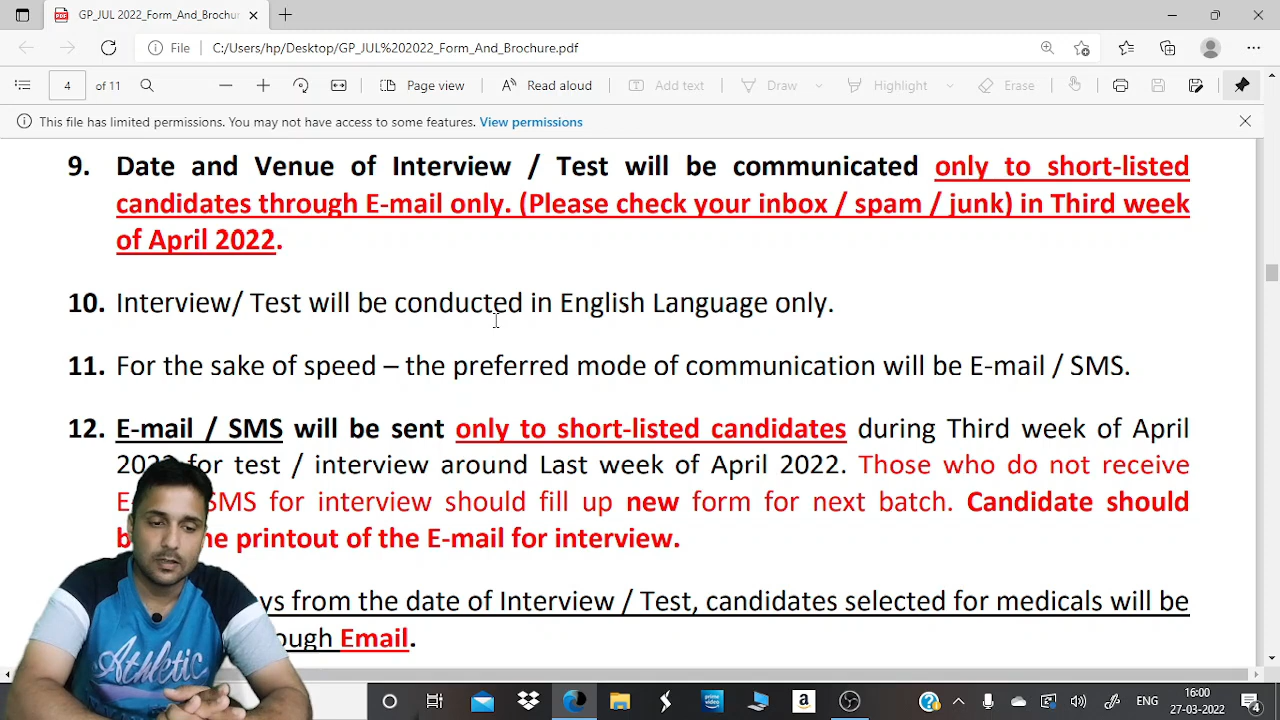 GP_JUL 2022_Form_And_Brochur
File C:/Users/hp/Desktop/GP_JUL%202022_Form_And_Brochure.pdf
4 of 11 Page view Read aloud Add text Draw Highlight Erase
This file has limited permissions. You may not have access to some features. View permissions
9. Date and Venue of Interview / Test will be communicated only to short-listed
candidates through E-mail only. (Please check your inbox / spam / junk) in Third week
of April 2022.
10. Interview/ Test will be conducted in English Language only.
11. For the sake of speed – the preferred mode of communication will be E-mail / SMS.
12. E-mail / SMS will be sent only to short-listed candidates during Third week of April
for test / interview around Last week of April 2022. Those who do not receive
SMS for interview should fill up new form for next batch. Candidate should
printout of the E-mail for interview.
from the date of Interview / Test, candidates selected for medicals will be
Email.
Athletic
ENG 16:00
27-03-2022
4